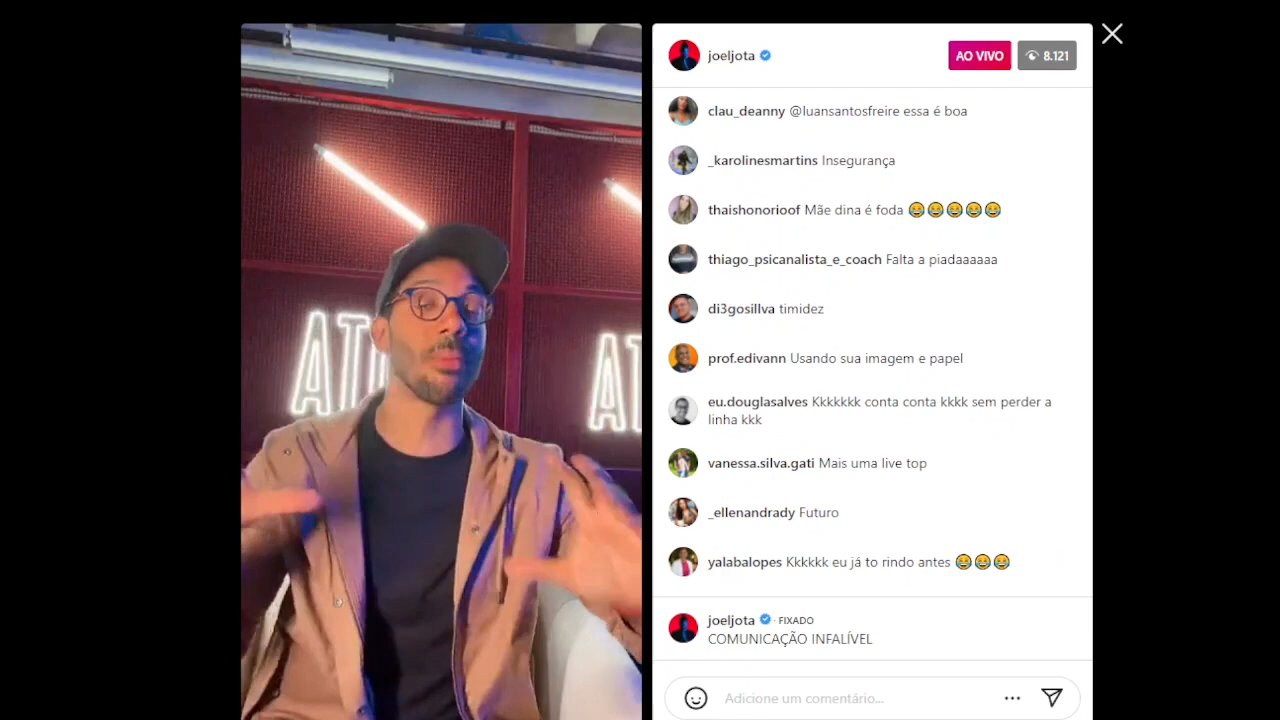 joeljota
AO VIVO
8.121
clau_deanny @luansantosfreire essa é boa
_karolinesmartins Insegurança
thaishonorioof Mãe dina é foda 😂😂😂😂😂
thiago_psicanalista_e_coach Falta a piadaaaaaa
di3gosillva timidez
prof.edivann Usando sua imagem e papel
eu.douglasalves Kkkkkkk conta conta kkkk sem perder a
linha kkk
vanessa.silva.gati Mais uma live top
_ellenandrady Futuro
yalabalopes Kkkkkk eu já to rindo antes 😂😂😂
joeljota · FIXADO
COMUNICAÇÃO INFALÍVEL
Adicione um comentário...